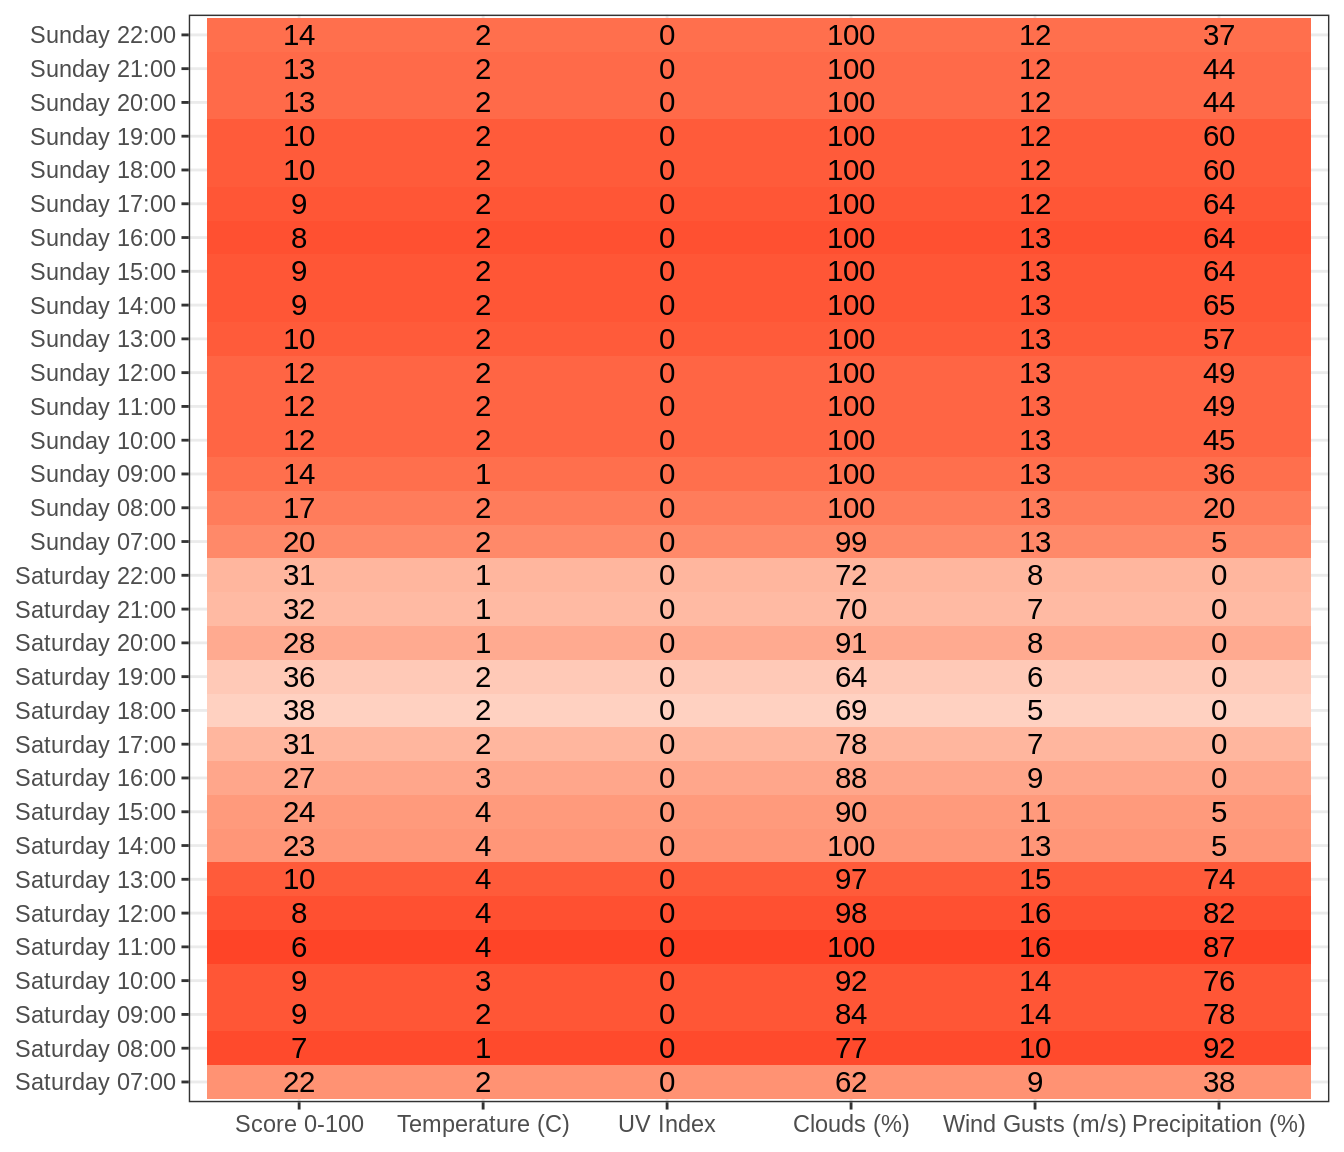 Sunday 22:00 14 2 0 100 12 37
Sunday 21:00 13 2 0 100 12 44
Sunday 20:00 13 2 0 100 12 44
Sunday 19:00 10 2 0 100 12 60
Sunday 18:00 10 2 0 100 12 60
Sunday 17:00 9 2 0 100 12 64
Sunday 16:00 8 2 0 100 13 64
Sunday 15:00 9 2 0 100 13 64
Sunday 14:00 9 2 0 100 13 65
Sunday 13:00 10 2 0 100 13 57
Sunday 12:00 12 2 0 100 13 49
Sunday 11:00 12 2 0 100 13 49
Sunday 10:00 12 2 0 100 13 45
Sunday 09:00 14 1 0 100 13 36
Sunday 08:00 17 2 0 100 13 20
Sunday 07:00 20 2 0 99 13 5
Saturday 22:00 31 1 0 72 8 0
Saturday 21:00 32 1 0 70 7 0
Saturday 20:00 28 1 0 91 8 0
Saturday 19:00 36 2 0 64 6 0
Saturday 18:00 38 2 0 69 5 0
Saturday 17:00 31 2 0 78 7 0
Saturday 16:00 27 3 0 88 9 0
Saturday 15:00 24 4 0 90 11 5
Saturday 14:00 23 4 0 100 13 5
Saturday 13:00 10 4 0 97 15 74
Saturday 12:00 8 4 0 98 16 82
Saturday 11:00 6 4 0 100 16 87
Saturday 10:00 9 3 0 92 14 76
Saturday 09:00 9 2 0 84 14 78
Saturday 08:00 7 1 0 77 10 92
Saturday 07:00 22 2 0 62 9 38
Score 0-100 Temperature (C) UV Index Clouds (%) Wind Gusts (m/s) Precipitation (%)